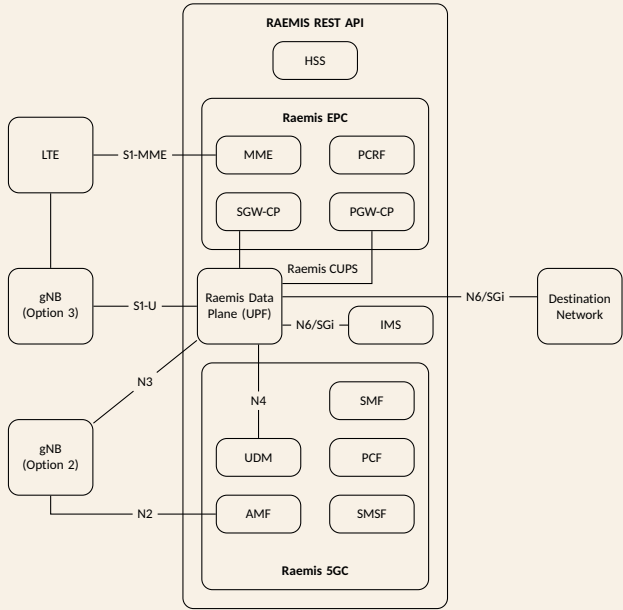 RAEMIS REST API
HSS
Raemis EPC
LTE
S1-MME
MME
PCRF
SGW-CP
PGW-CP
Raemis CUPS
gNB
(Option 3)
S1-U
Raemis Data
Plane (UPF)
N6/SGi
Destination
Network
N6/SGi
IMS
N3
N4
SMF
gNB
(Option 2)
UDM
PCF
N2
AMF
SMSF
Raemis 5GC